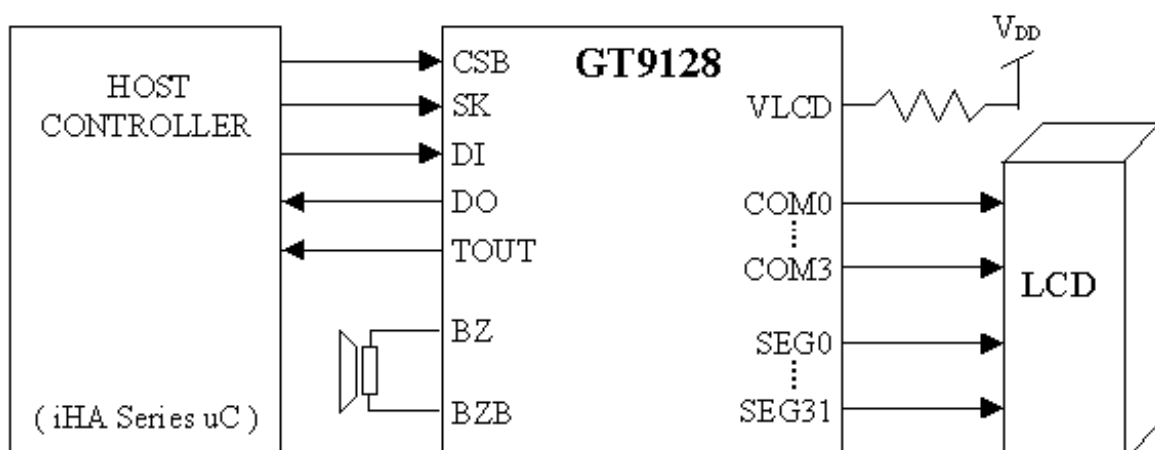 HOST
CONTROLLER
( iHA Series uC )
GT9128
CSB
SK
DI
DO
TOUT
BZ
BZB
VLCD
COM0
COM3
SEG0
SEG31
VDD
LCD